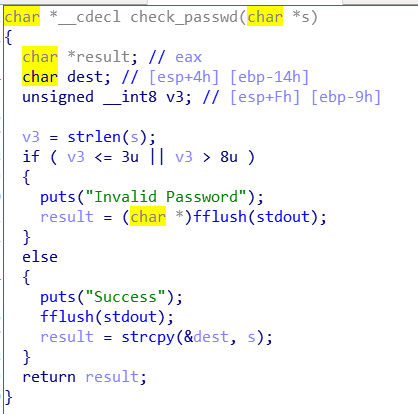 char *__cdecl check_passwd(char *s)
{
  char *result; // eax
  char dest; // [esp+4h] [ebp-14h]
  unsigned __int8 v3; // [esp+Fh] [ebp-9h]

  v3 = strlen(s);
  if ( v3 <= 3u || v3 > 8u )
  {
    puts("Invalid Password");
    result = (char *)fflush(stdout);
  }
  else
  {
    puts("Success");
    fflush(stdout);
    result = strcpy(&dest, s);
  }
  return result;
}